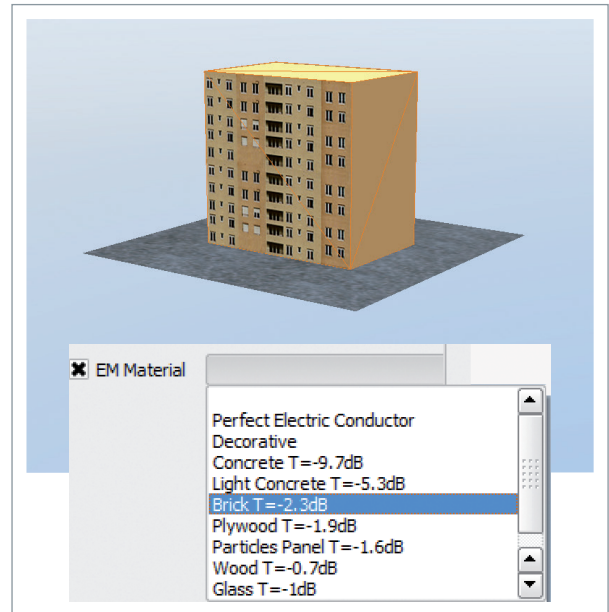 EM Material
Perfect Electric Conductor
Decorative
Concrete T=-9.7dB
Light Concrete T=-5.3dB
Brick T=-2.3dB
Plywood T=-1.9dB
Particles Panel T=-1.6dB
Wood T=-0.7dB
Glass T=-1dB